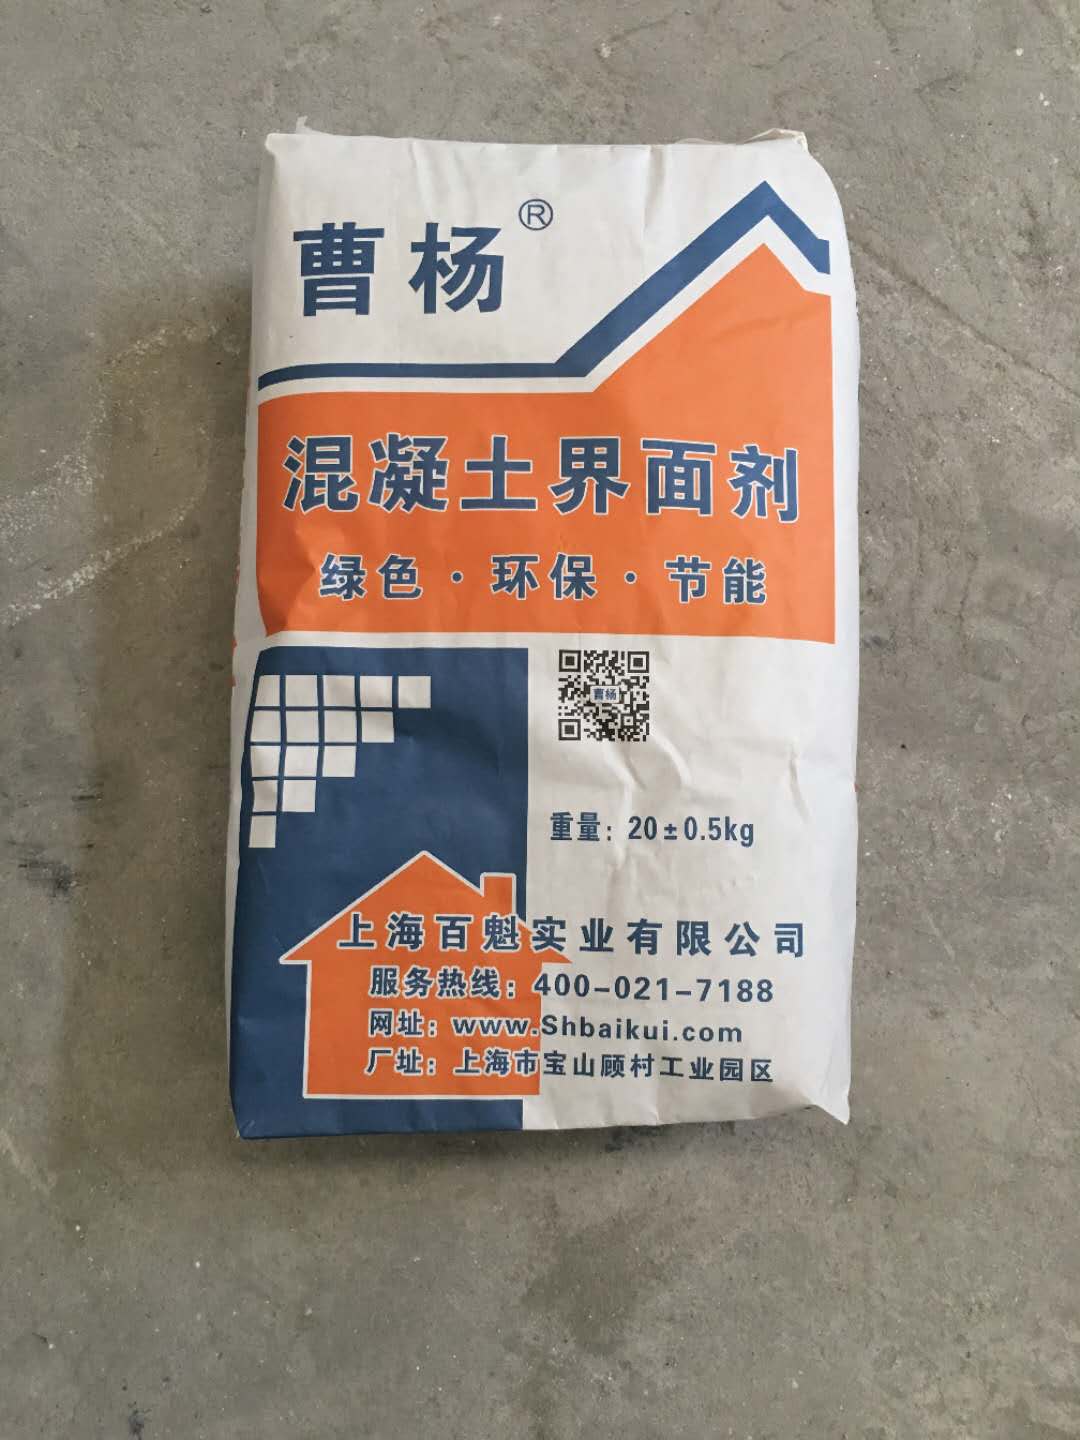 曹杨®
混凝土界面剂
绿色·环保·节能
曹杨
重量：20±0.5kg
上海百魁实业有限公司
服务热线：400-021-7188
网址：www.Shbaikui.com
厂址：上海市宝山顾村工业园区